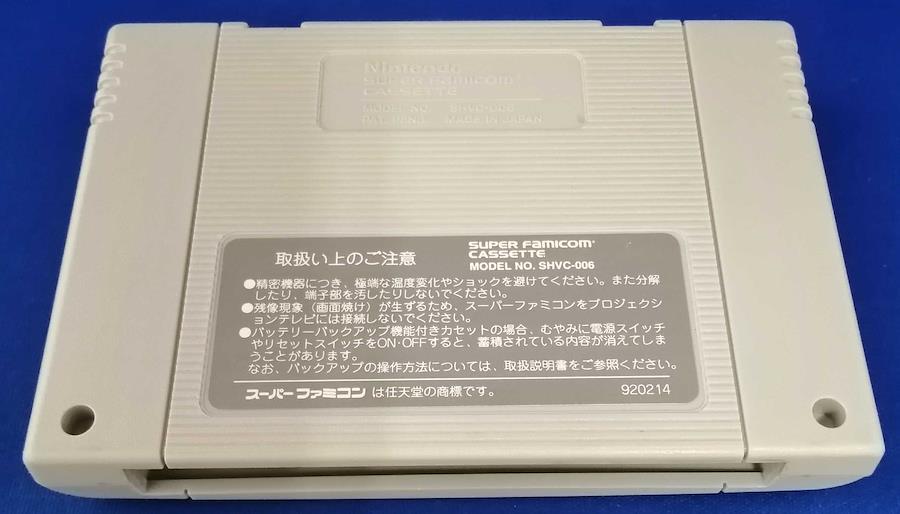 Nintendo
SUPER FAMICOM
CASSETTE
MODEL NO. SHVC-006
PAT. PEND. MADE IN JAPAN
取扱い上のご注意
SUPER FAMICOM
CASSETTE
MODEL NO. SHVC-006
●精密機器につき、極端な温度変化やショックを避けてください。また分解
したり、端子部を汚したりしないでください。
●残像現象（画面焼け）が生ずるため、スーパーファミコンをプロジェクシ
ョンテレビには接続しないでください。
●バッテリーバックアップ機能付きカセットの場合、むやみに電源スイッチ
やリセットスイッチをON・OFFすると、蓄積されている内容が消えてしま
うことがあります。
なお、バックアップの操作方法については、取扱説明書をご参照ください。
スーパーファミコンは任天堂の商標です。
920214